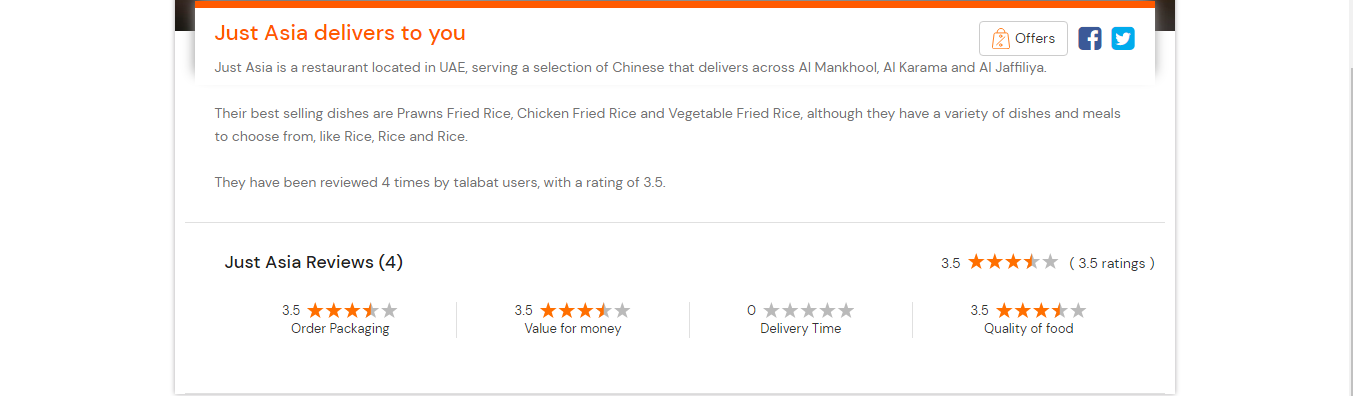 Just Asia delivers to you
Offers
Just Asia is a restaurant located in UAE, serving a selection of Chinese that delivers across Al Mankhool, Al Karama and Al Jaffiliya.
Their best selling dishes are Prawns Fried Rice, Chicken Fried Rice and Vegetable Fried Rice, although they have a variety of dishes and meals
to choose from, like Rice, Rice and Rice.
They have been reviewed 4 times by talabat users, with a rating of 3.5.
Just Asia Reviews (4)
3.5 ( 3.5 ratings )
3.5
Order Packaging
3.5
Value for money
0
Delivery Time
3.5
Quality of food